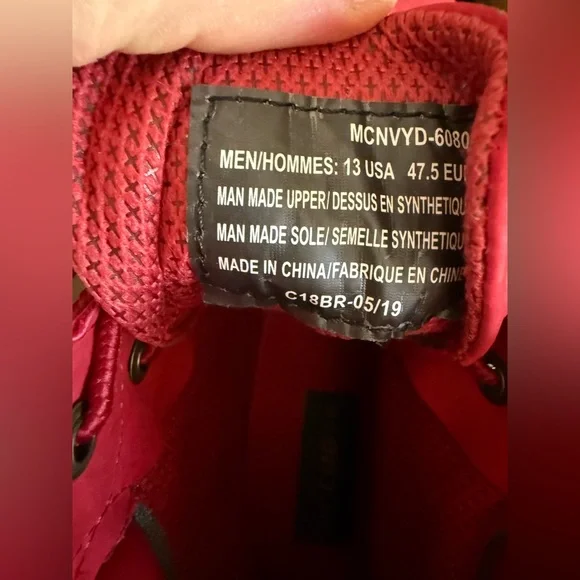 MCNVYD-6080
MEN/HOMMES: 13 USA 47.5 EU
MAN MADE UPPER/ DESSUS EN SYNTHETIQU
MAN MADE SOLE/ SEMELLE SYNTHETIQU
MADE IN CHINA/FABRIQUE EN CHINE
C18BR-05/19